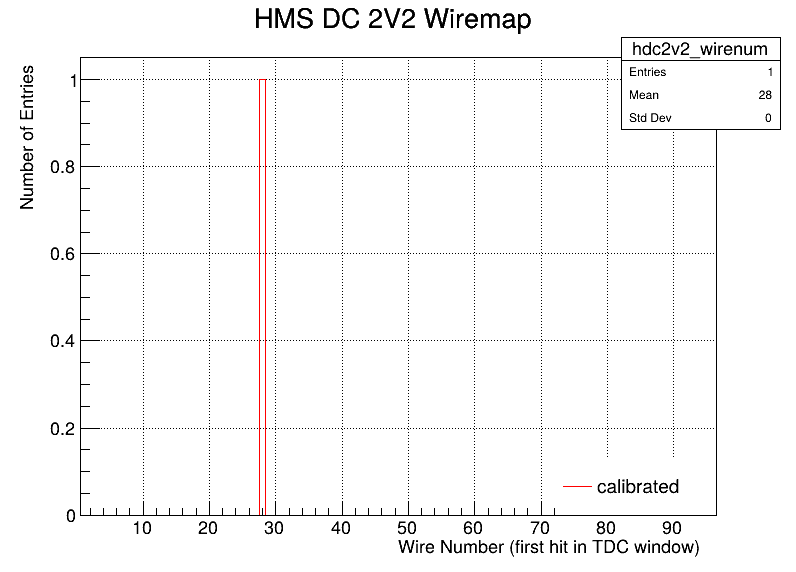 HMS DC 2V2 Wiremap
hdc2v2_wirenum
Entries 1
Mean 28
Std Dev 0
Number of Entries
1
0.8
0.6
0.4
0.2
0
calibrated
10 20 30 40 50 60 70 80 90
Wire Number (first hit in TDC window)